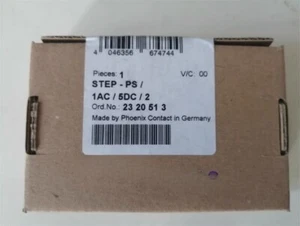 4 046356 674744
Pieces: 1 V/C: 00
STEP - PS /
1AC / 5DC / 2
Ord.No.: 23 20 51 3
Made by Phoenix Contact in Germany